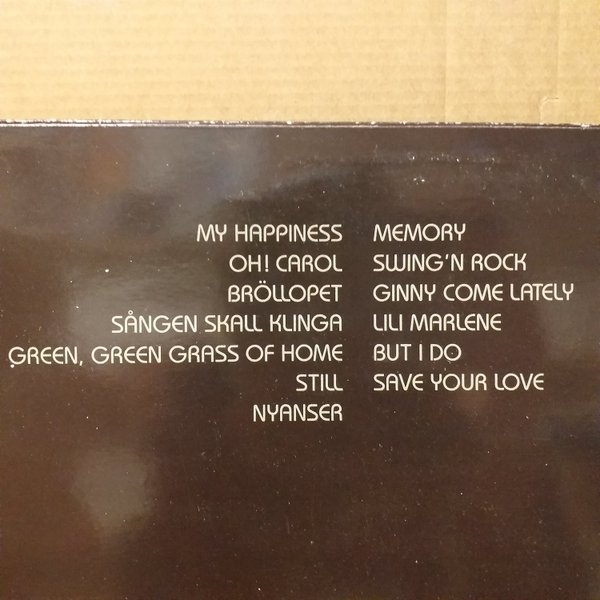 MY HAPPINESS
OH! CAROL
BRÖLLOPET
SÅNGEN SKALL KLINGA
GREEN, GREEN GRASS OF HOME
STILL
NYANSER
MEMORY
SWING'N ROCK
GINNY COME LATELY
LILI MARLENE
BUT I DO
SAVE YOUR LOVE